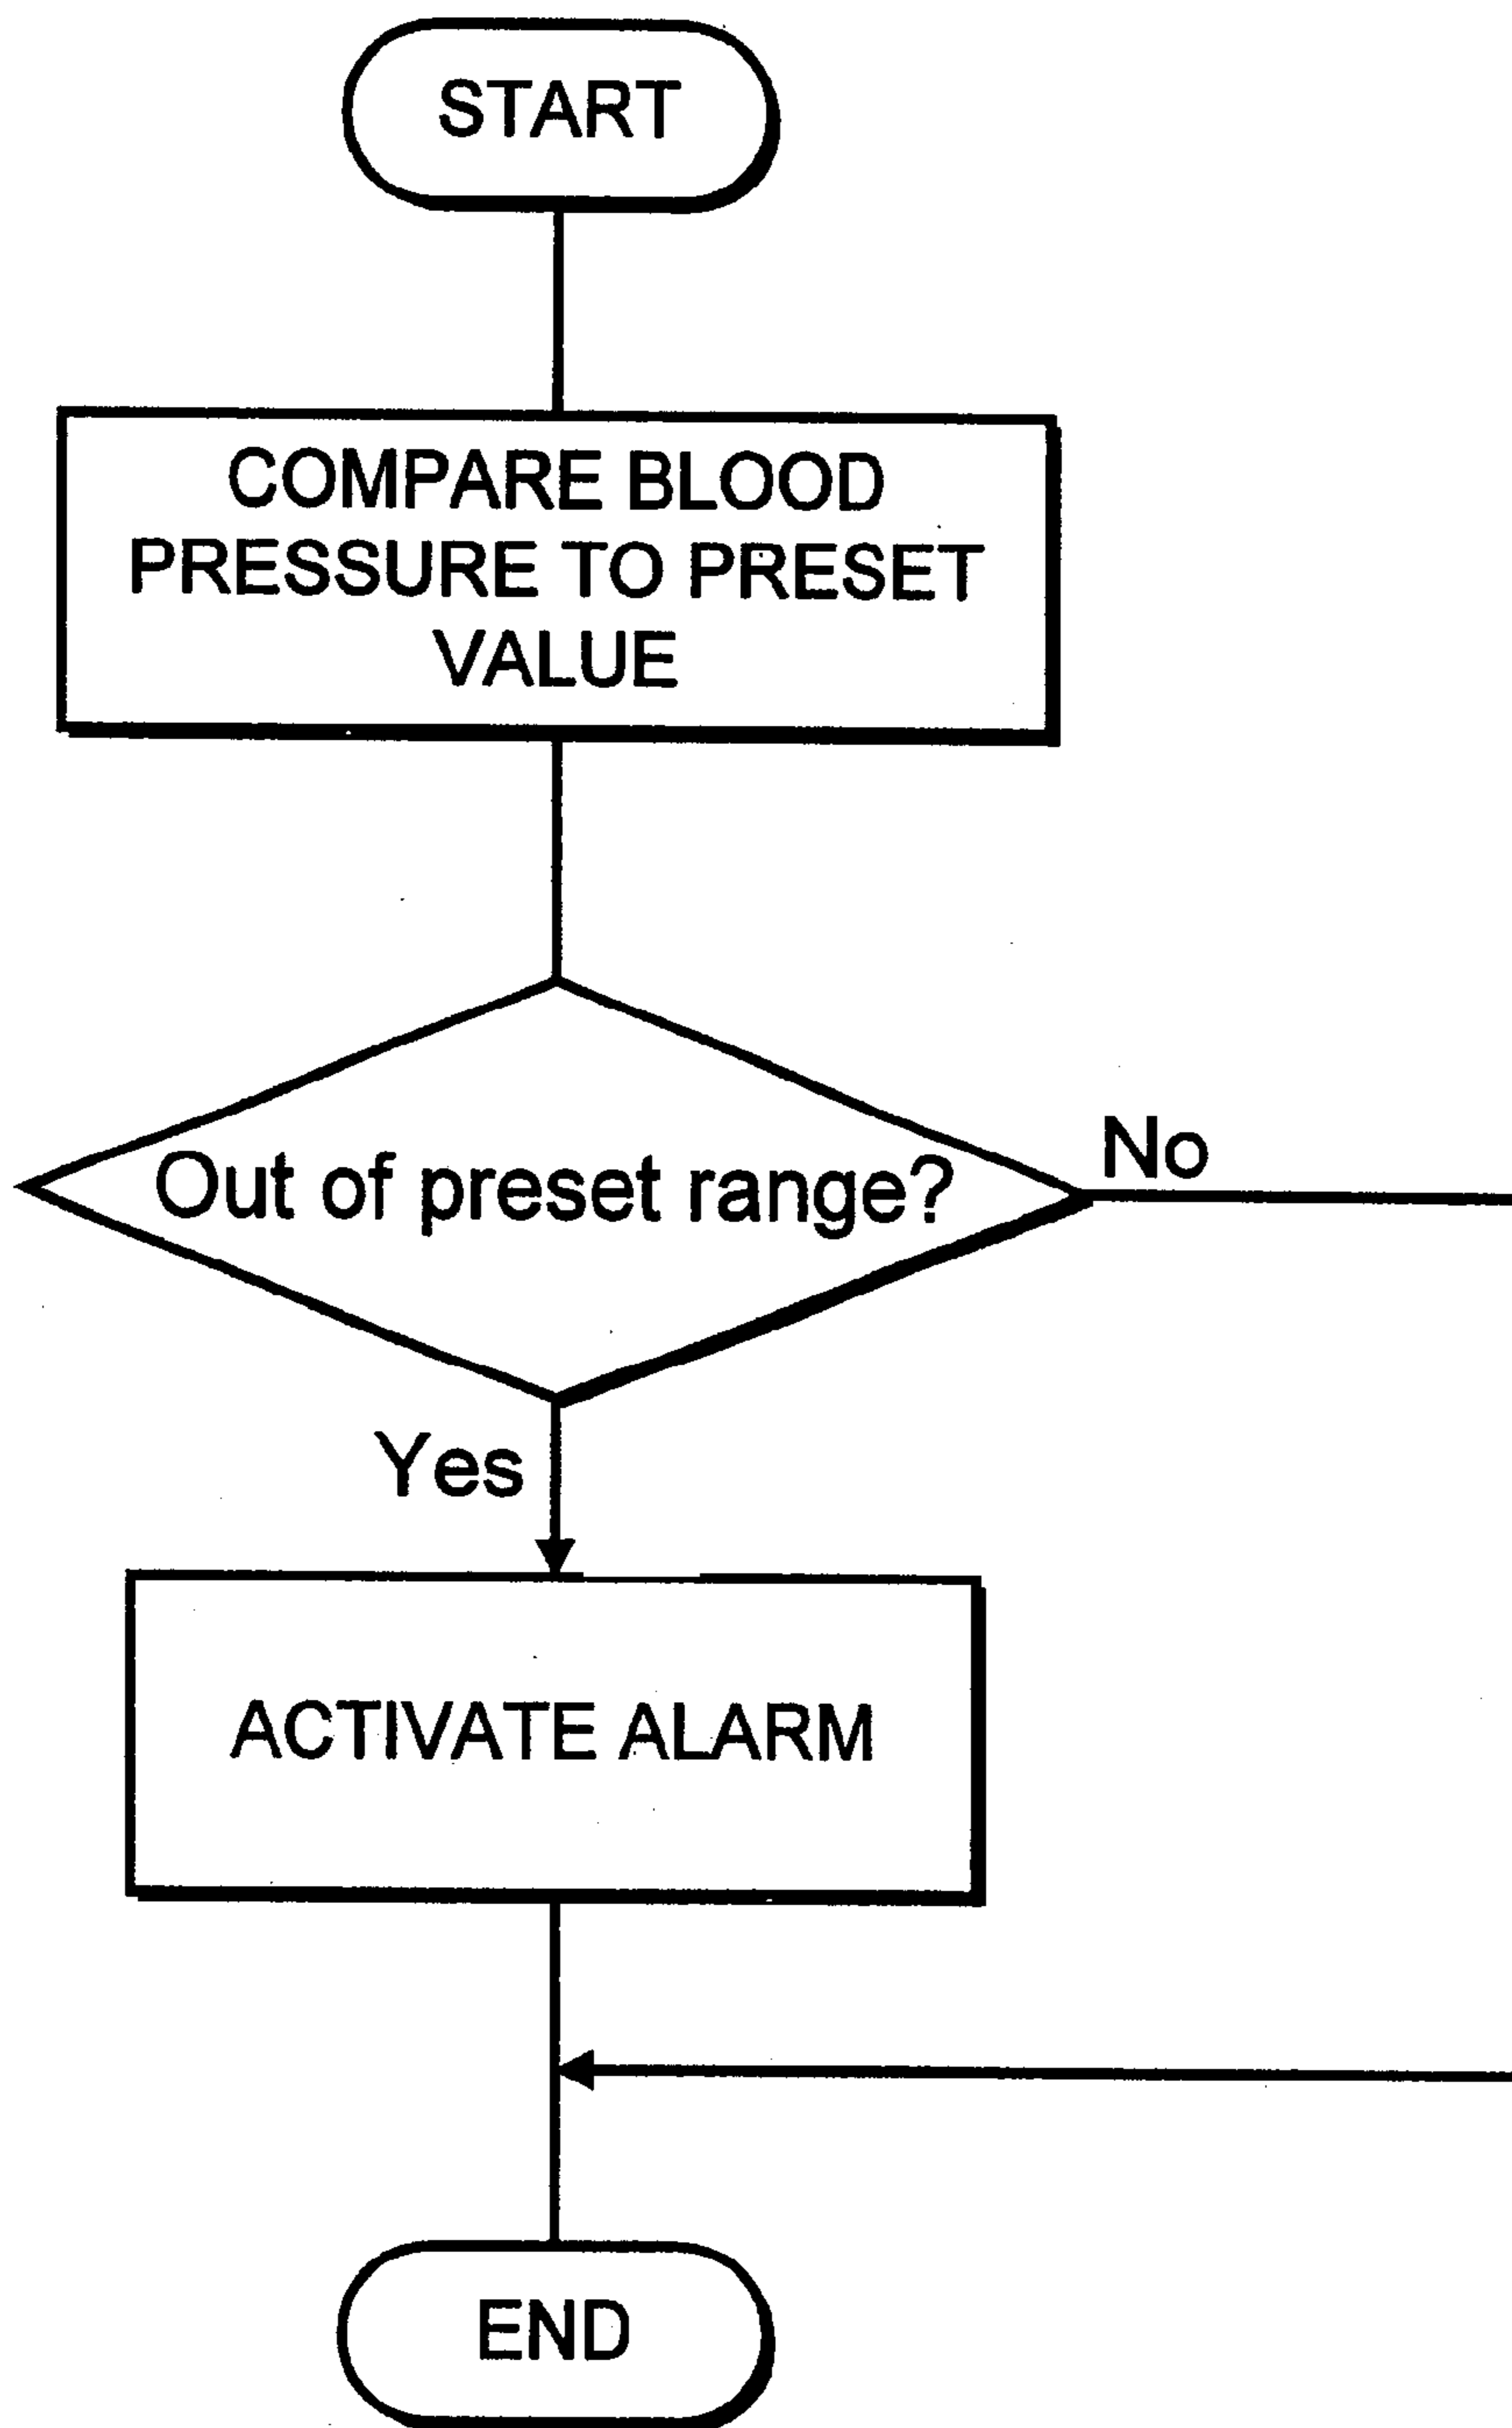 START
COMPARE BLOOD
PRESSURE TO PRESET
VALUE
Out of preset range?
No
Yes
ACTIVATE ALARM
END